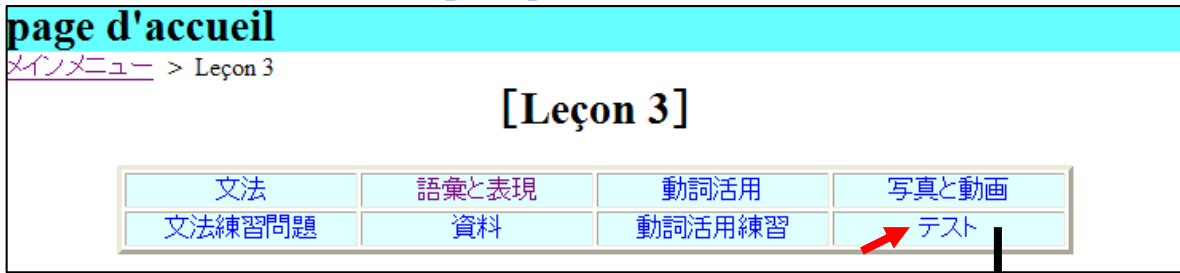 page d'accueil
メインメニュー > Leçon 3
[Leçon 3]
文法 語彙と表現 動詞活用 写真と動画
文法練習問題 資料 動詞活用練習 テスト